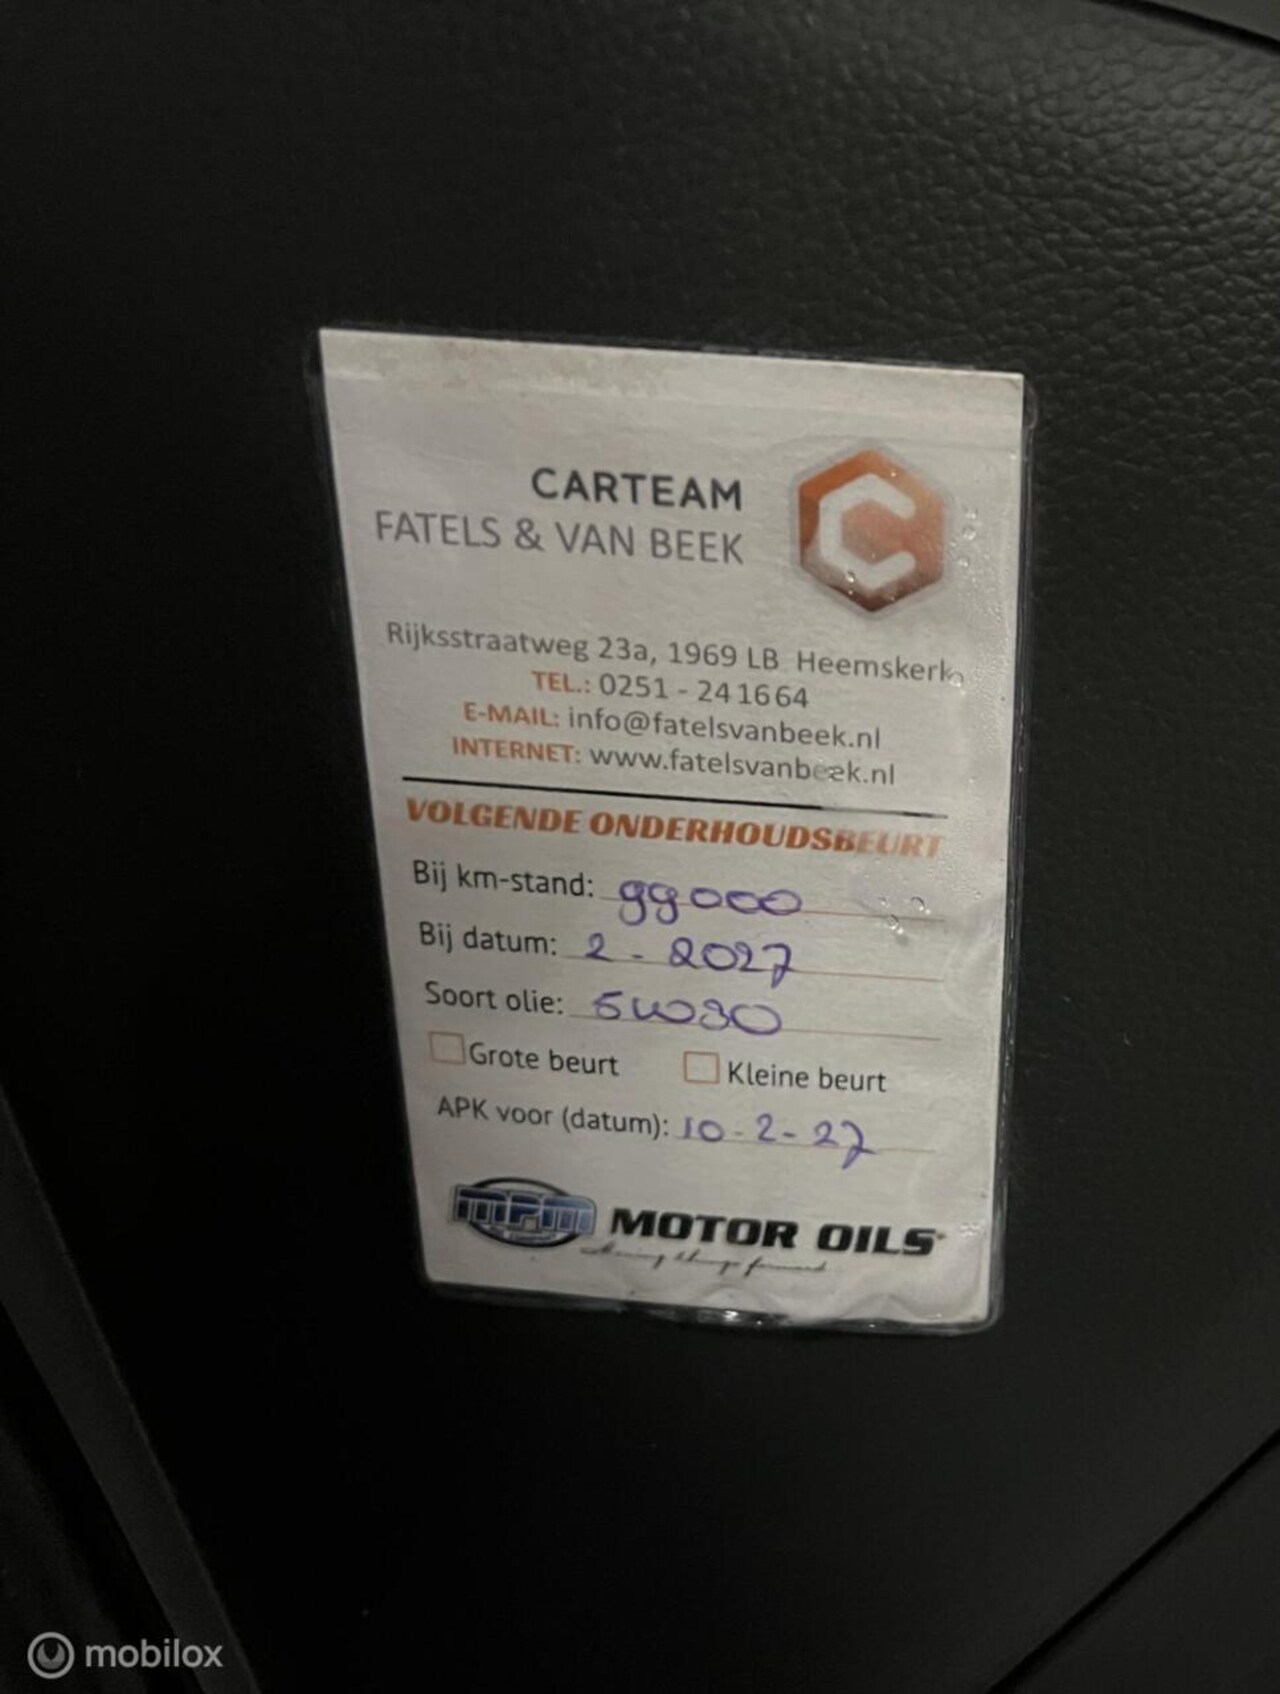 CARTEAM
FATELS & VAN BEEK
Rijksstraatweg 23a, 1969 LB Heemskerk
TEL.: 0251 - 241664
E-MAIL: info@fatelsvanbeek.nl
INTERNET: www.fatelsvanbeek.nl
VOLGENDE ONDERHOUDSBEURT
Bij km-stand: 99000
Bij datum: 2 - 2027
Soort olie: 5W30
Grote beurt Kleine beurt
APK voor (datum): 10-2-27
MPM MOTOR OILS
mobilox